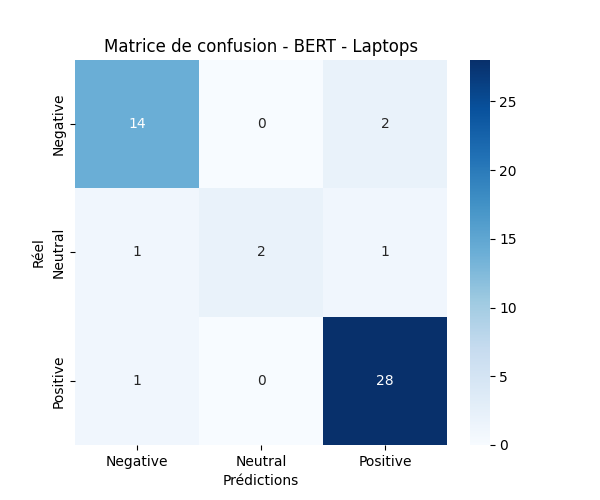 Matrice de confusion - BERT - Laptops
Negative 14 0 2
Neutral 1 2 1
Positive 1 0 28
Réel
Negative Neutral Positive
Prédictions
25
20
15
10
5
0